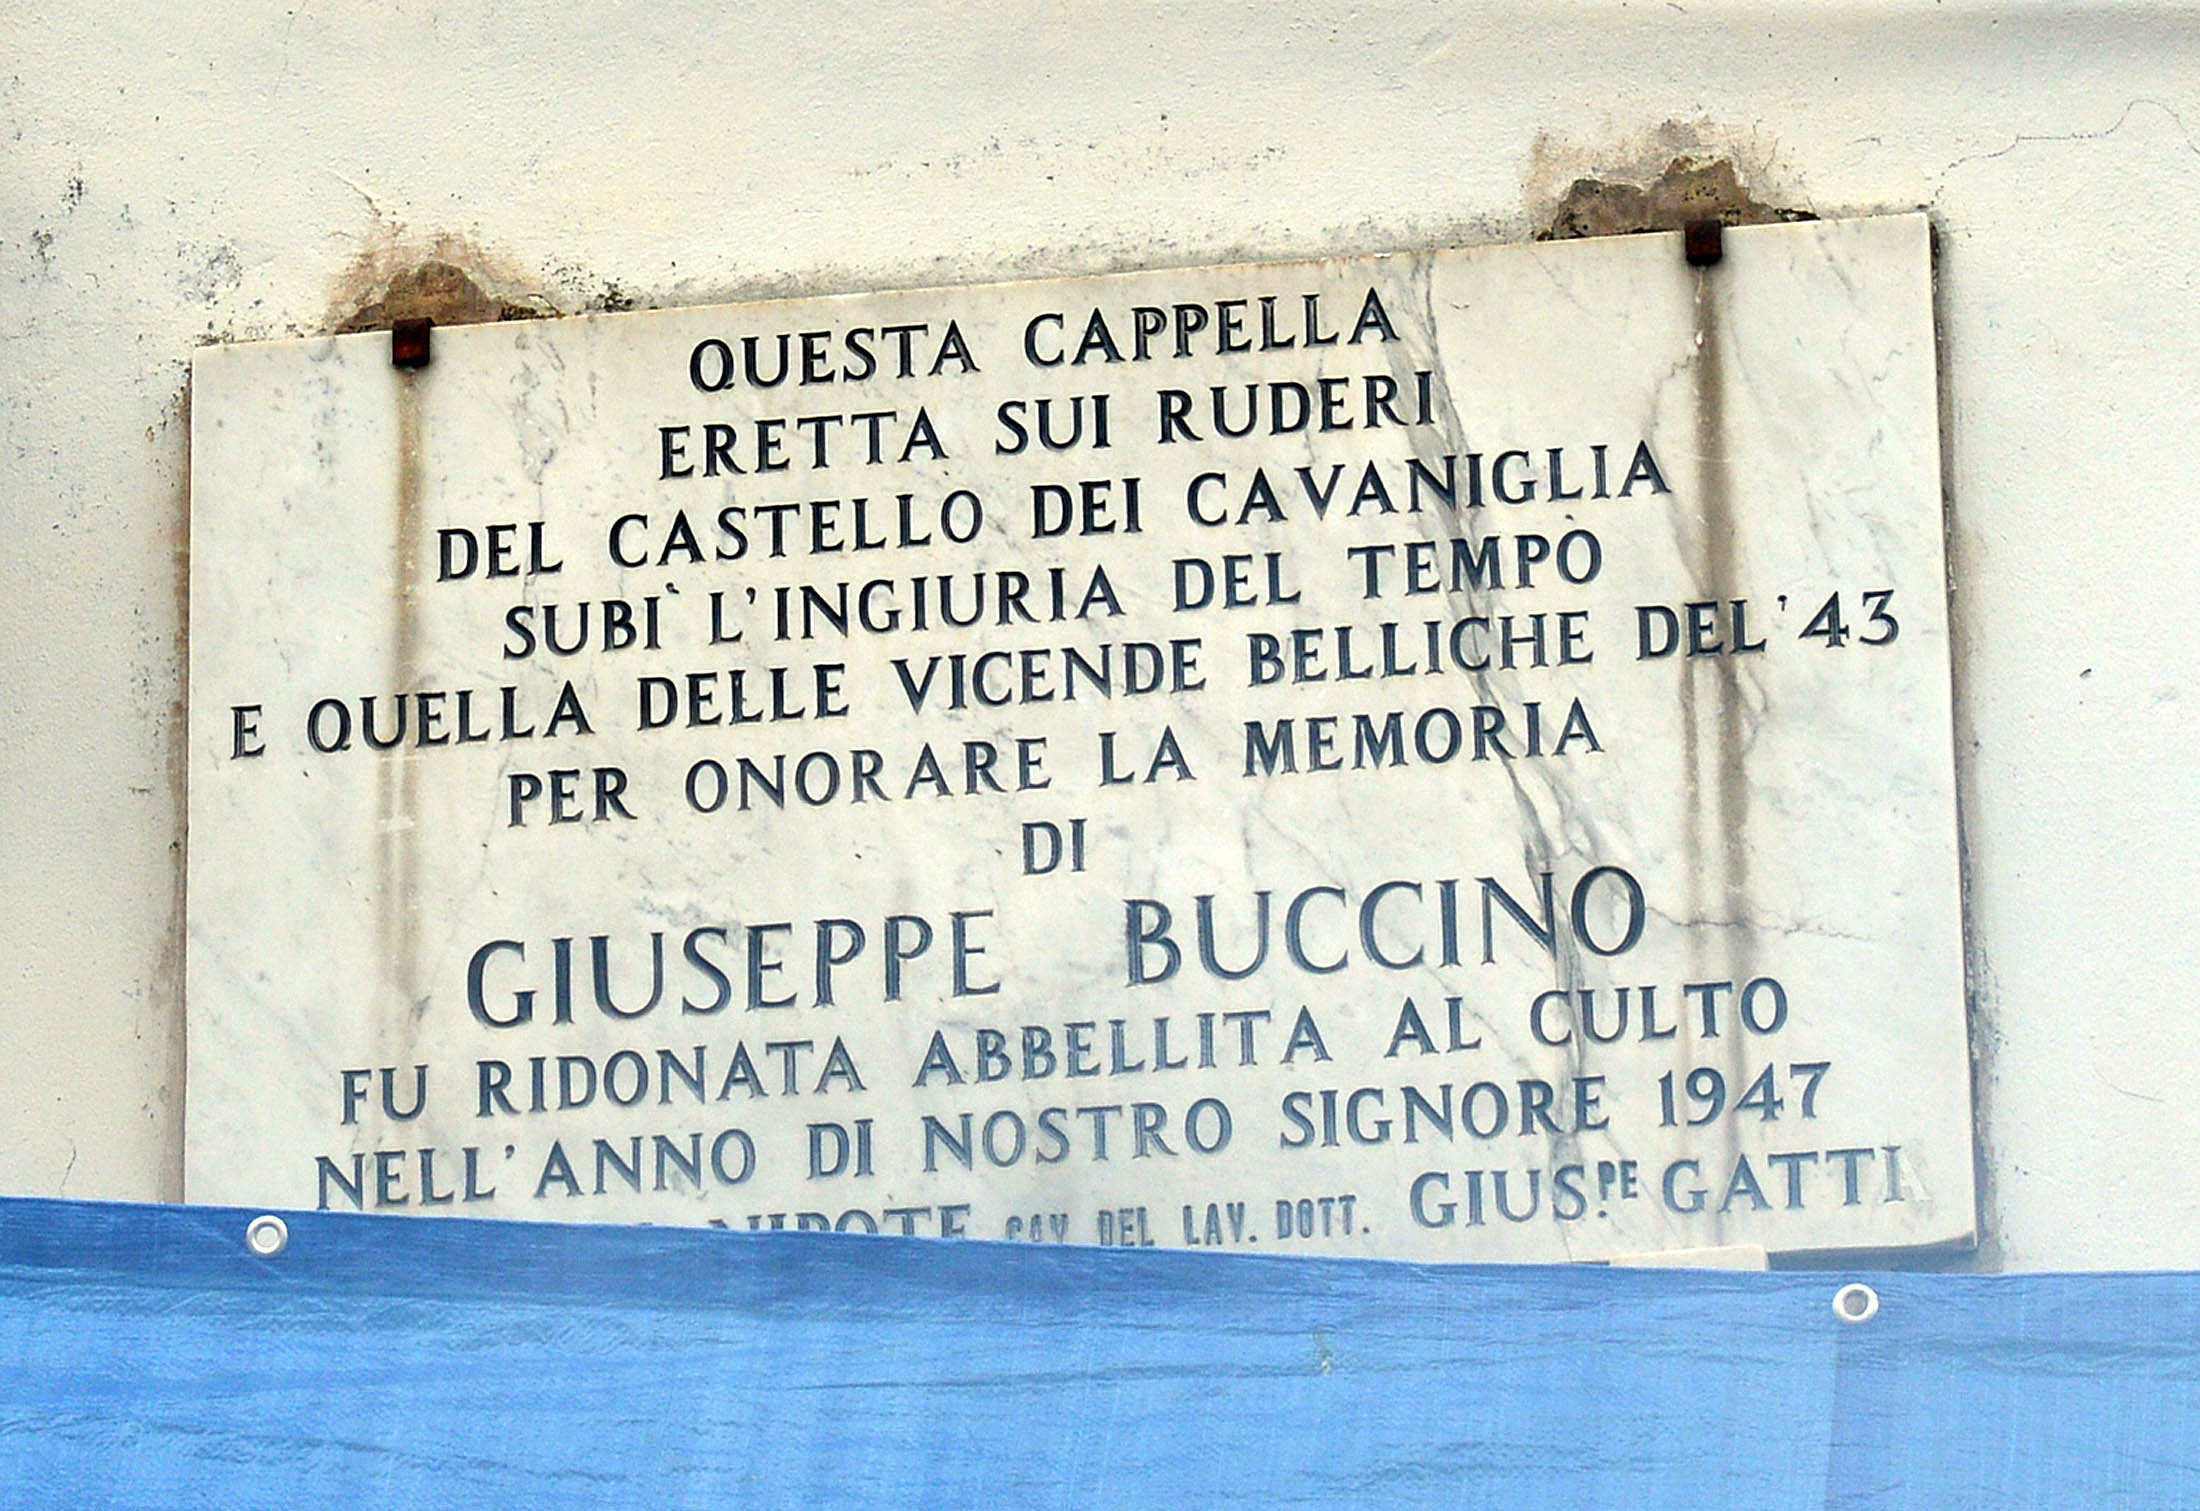 QUESTA CAPPELLA
ERETTA SUI RUDERI
DEL CASTELLO DEI CAVANIGLIA
SUBI` L'INGIURIA DEL TEMPO
E QUELLA DELLE VICENDE BELLICHE DEL '43
PER ONORARE LA MEMORIA
DI
GIUSEPPE BUCCINO
FU RIDONATA ABBELLITA AL CULTO
NELL'ANNO DI NOSTRO SIGNORE 1947
NIPOTE CAV DEL LAV. DOTT. GIUS.PE GATTI